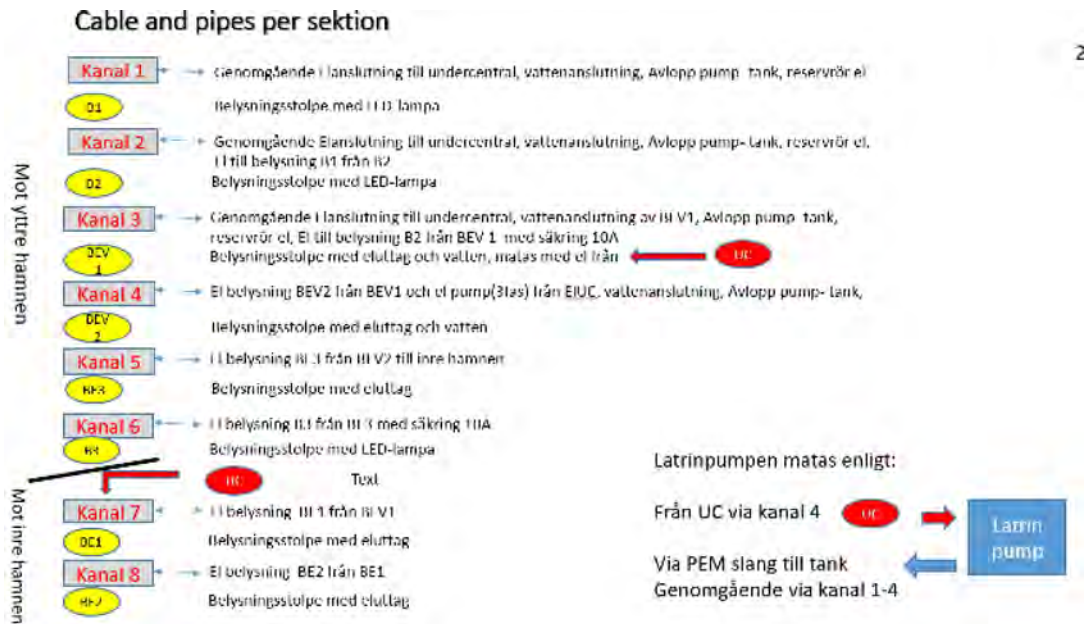 Cable and pipes per sektion
2
Mot yttre hamnen
Kanal 1 Genomgående Elanslutning till undercentral, vattenanslutning, Avlopp pump- tank, reservrör el
B1 Belysningsstolpe med LED-lampa
Kanal 2 Genomgående Elanslutning till undercentral, vattenanslutning, Avlopp pump- tank, reservrör el,
El till belysning B1 från B2
B2 Belysningsstolpe med LED-lampa
Kanal 3 Genomgående Elanslutning till undercentral, vattenanslutning av BEV1, Avlopp pump- tank,
reservrör el, El till belysning B2 från BEV 1 med säkring 10A
BEV 1 Belysningsstolpe med eluttag och vatten, matas med el från UC
Kanal 4 El belysning BEV2 från BEV1 och el pump(3fas) från ElUC, vattenanslutning, Avlopp pump- tank,
BEV 2 Belysningsstolpe med eluttag och vatten
Kanal 5 El belysning BE3 från BEV2 till inre hamnen
BE3 Belysningsstolpe med eluttag
Kanal 6 El belysning B3 från BE3 med säkring 10A
B3 Belysningsstolpe med LED-lampa
UC Text
Mot inre hamnen
Kanal 7 El belysning BE1 från BEV1
BE1 Belysningsstolpe med eluttag
Kanal 8 El belysning BE2 från BE1
BE2 Belysningsstolpe med eluttag
Latrinpumpen matas enligt:
Från UC via kanal 4 UC
Latrin
pump
Via PEM slang till tank
Genomgående via kanal 1-4